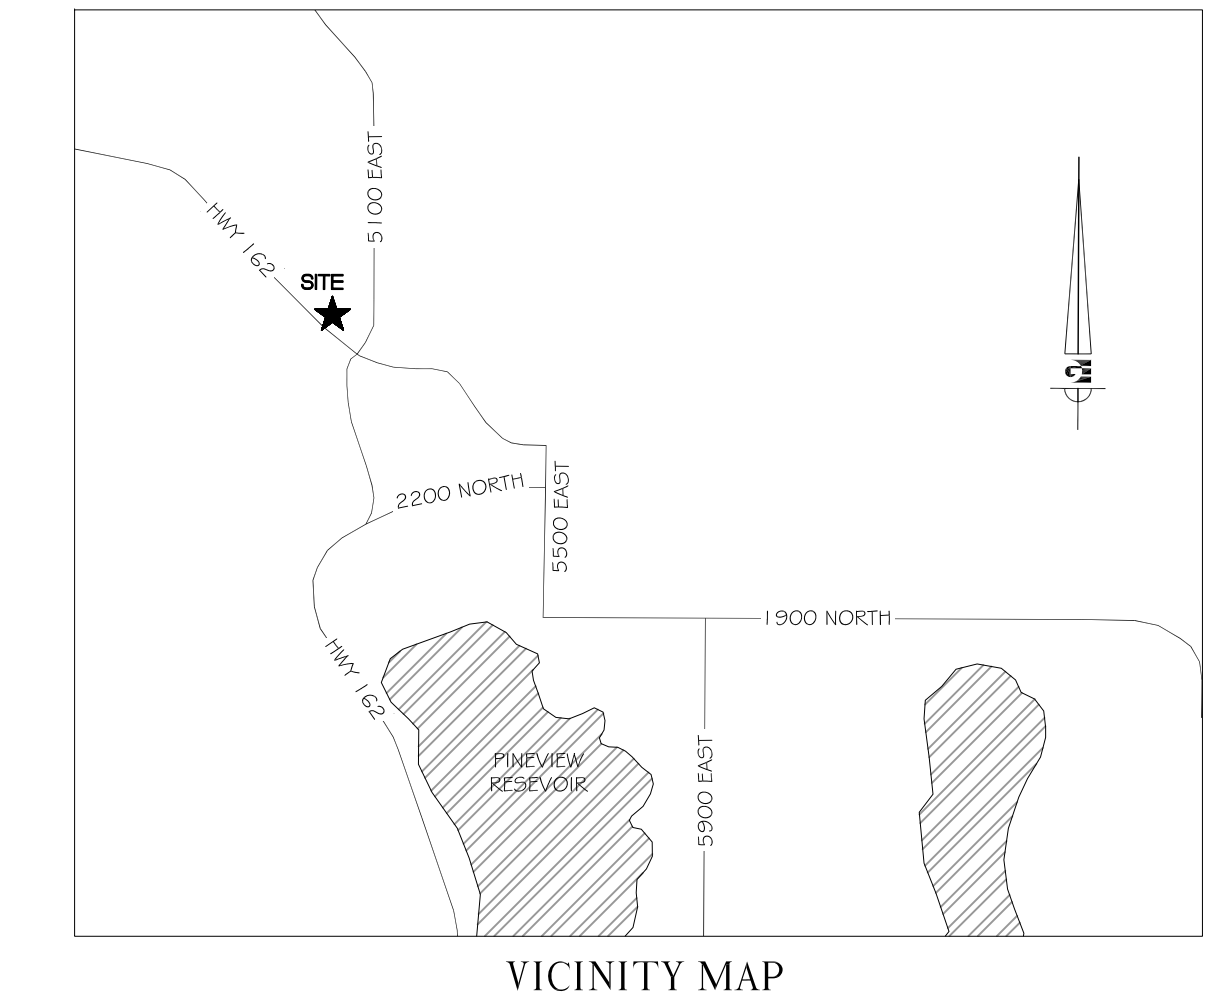 5100 EAST
HWY 162
SITE
2200 NORTH
5500 EAST
1900 NORTH
HWY 162
PINEVIEW
RESEVOIR
5900 EAST
VICINITY MAP